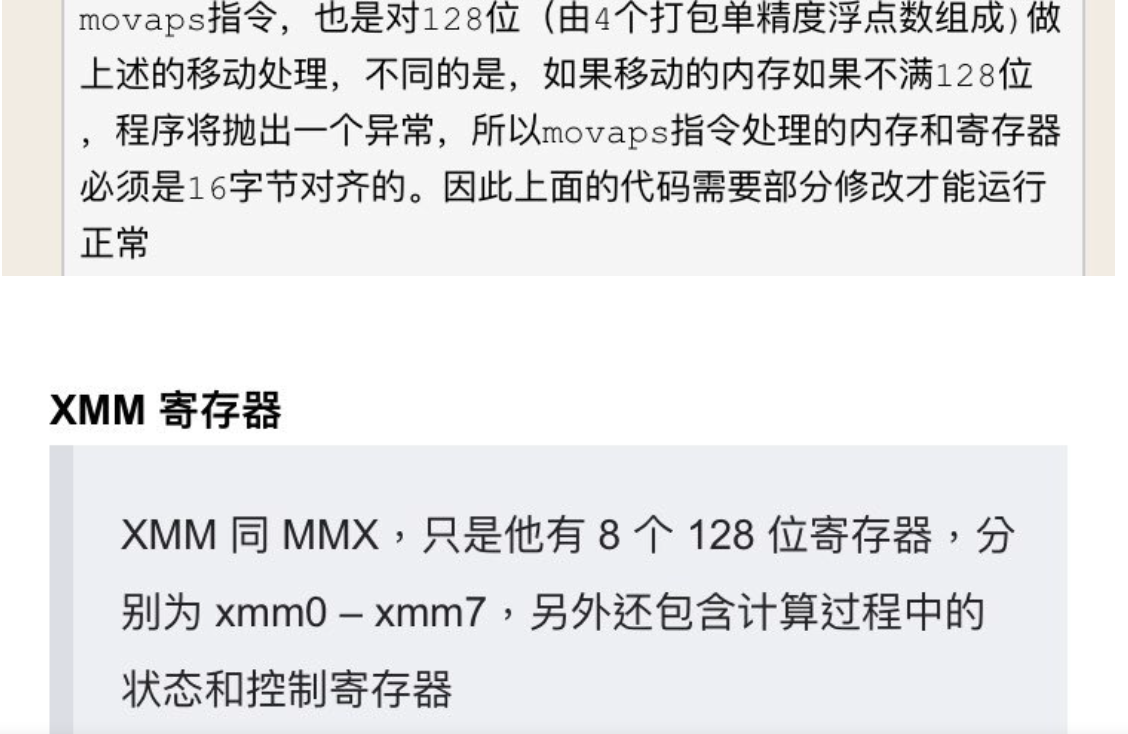 movaps指令，也是对128位（由4个打包单精度浮点数组成）做
上述的移动处理，不同的是，如果移动的内存如果不满128位
，程序将抛出一个异常，所以movaps指令处理的内存和寄存器
必须是16字节对齐的。因此上面的代码需要部分修改才能运行
正常
XMM 寄存器
XMM 同 MMX，只是他有 8 个 128 位寄存器，分
别为 xmm0 – xmm7，另外还包含计算过程中的
状态和控制寄存器